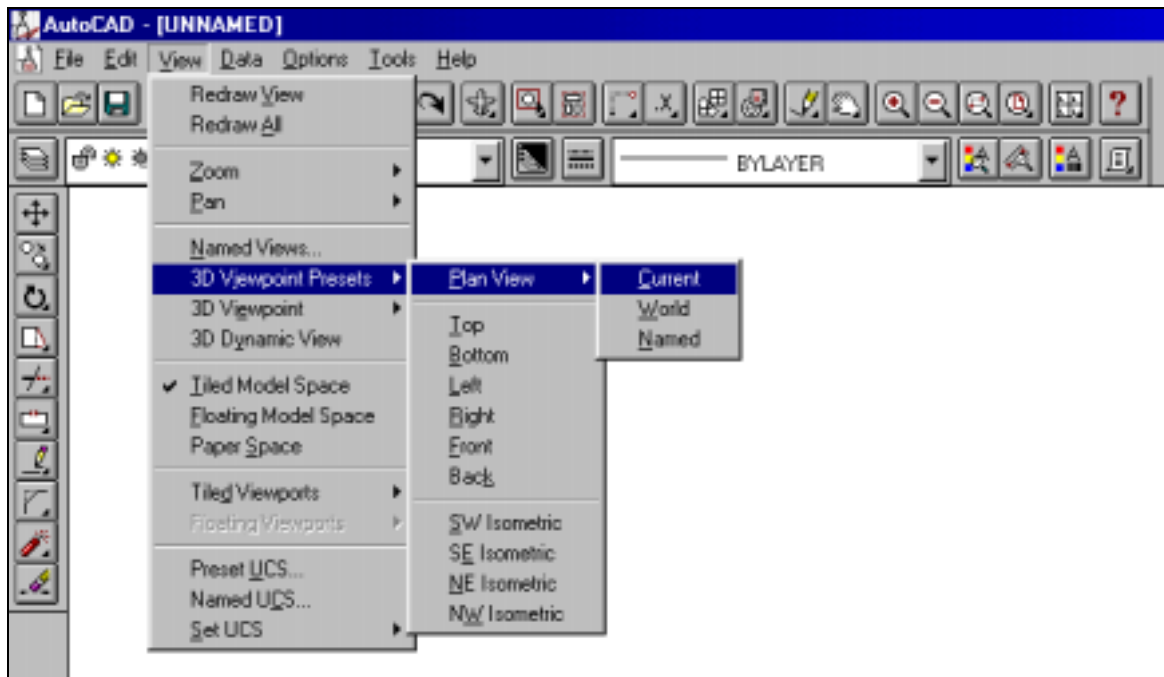 AutoCAD - [UNNAMED]
File Edit View Data Options Tools Help
Redraw View
Redraw All
?
BYLAYER
Zoom
Pan
Named Views...
3D Viewpoint Presets
3D Viewpoint
3D Dynamic View
Tiled Model Space
Floating Model Space
Paper Space
Tiled Viewports
Floating Viewports
Preset UCS...
Named UCS...
Set UCS
Plan View
Top
Bottom
Left
Right
Front
Back
SW Isometric
SE Isometric
NE Isometric
NW Isometric
Current
World
Named